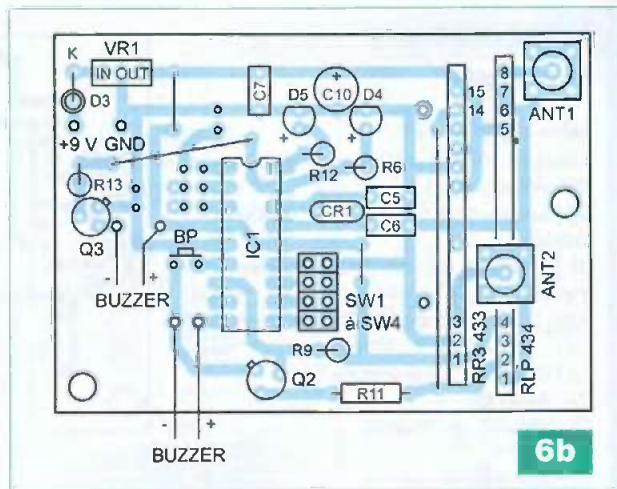 K VR1
IN OUT
D3
+9 V GND
R13
Q3
BUZZER
- +
BP
IC1
C7
D5 C10 D4
+
+ +
R12 R6
CR1
C5
C6
SW1
à SW4
R9
Q2
R11
- +
BUZZER
15
14
3
2
1
RR3 433
8
7
6
5
4
3
2
1
RLP 434
ANT1
ANT2
6b